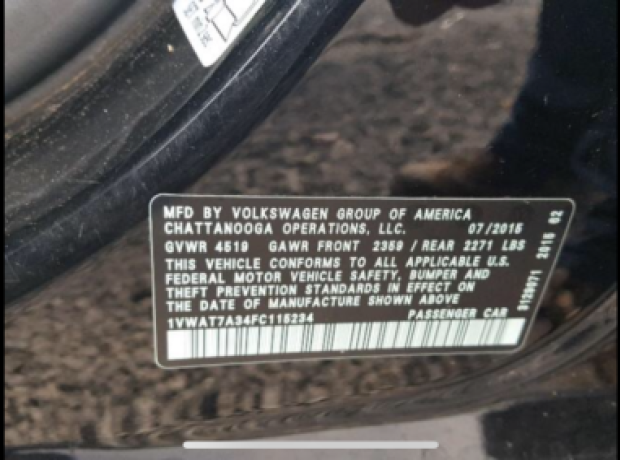 MFD BY VOLKSWAGEN GROUP OF AMERICA
CHATTANOOGA OPERATIONS, LLC. 07/2015
GVWR 4519 GAWR FRONT 2359 / REAR 2271 LBS
THIS VEHICLE CONFORMS TO ALL APPLICABLE U.S.
FEDERAL MOTOR VEHICLE SAFETY, BUMPER AND
THEFT PREVENTION STANDARDS IN EFFECT ON
THE DATE OF MANUFACTURE SHOWN ABOVE
1VWAT7A34FC115234 PASSENGER CAR
2015 02